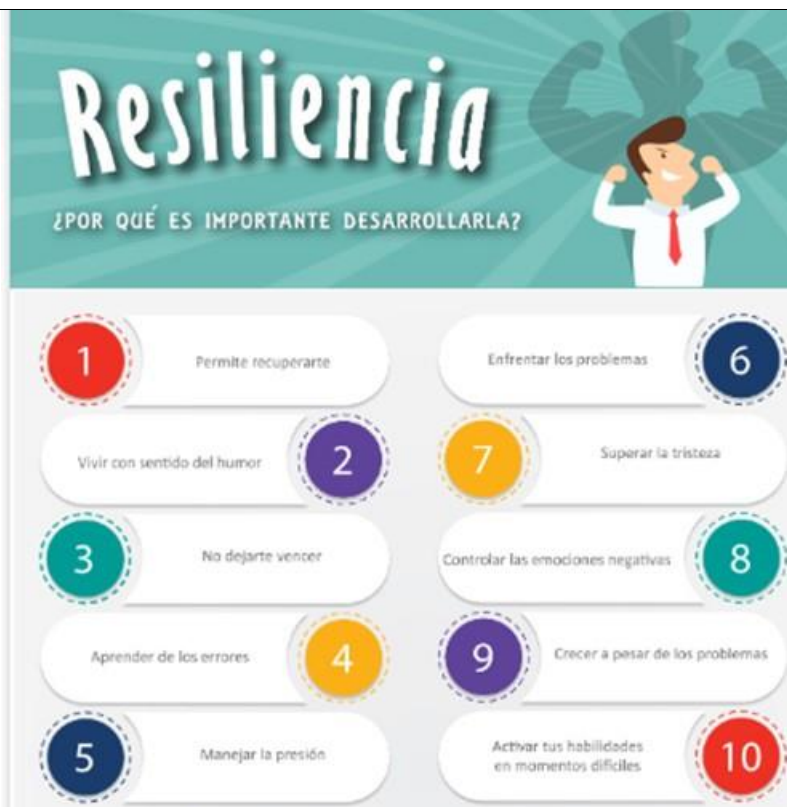 Resiliencia
¿POR QUÉ ES IMPORTANTE DESARROLLARLA?
1
Permite recuperarte
Vivir con sentido del humor
2
3
No dejarte vencer
Aprender de los errores
4
5
Manejar la presión
Enfrentar los problemas
6
7
Superar la tristeza
Controlar las emociones negativas
8
9
Crecer a pesar de los problemas
Activar tus habilidades
en momentos difíciles
10